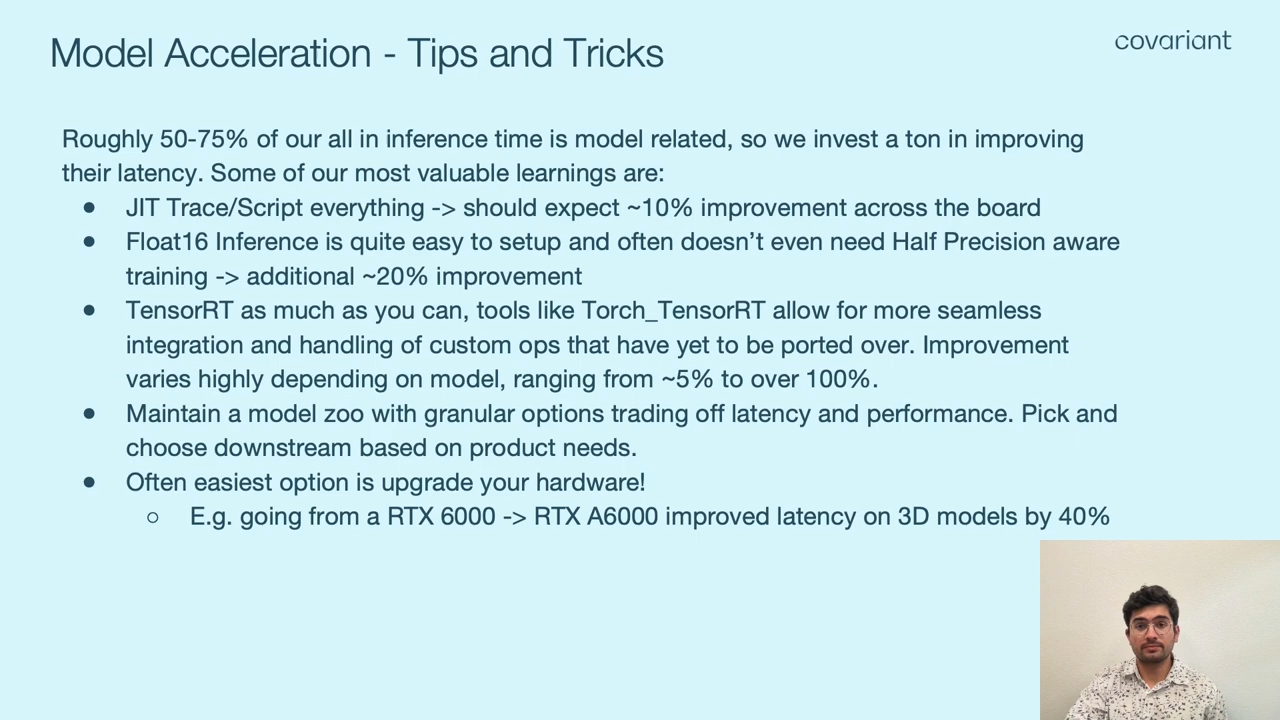 Model Acceleration - Tips and Tricks
covariant
Roughly 50-75% of our all in inference time is model related, so we invest a ton in improving
their latency. Some of our most valuable learnings are:
● JIT Trace/Script everything -> should expect ~10% improvement across the board
● Float16 Inference is quite easy to setup and often doesn’t even need Half Precision aware
training -> additional ~20% improvement
● TensorRT as much as you can, tools like Torch_TensorRT allow for more seamless
integration and handling of custom ops that have yet to be ported over. Improvement
varies highly depending on model, ranging from ~5% to over 100%.
● Maintain a model zoo with granular options trading off latency and performance. Pick and
choose downstream based on product needs.
● Often easiest option is upgrade your hardware!
○ E.g. going from a RTX 6000 -> RTX A6000 improved latency on 3D models by 40%